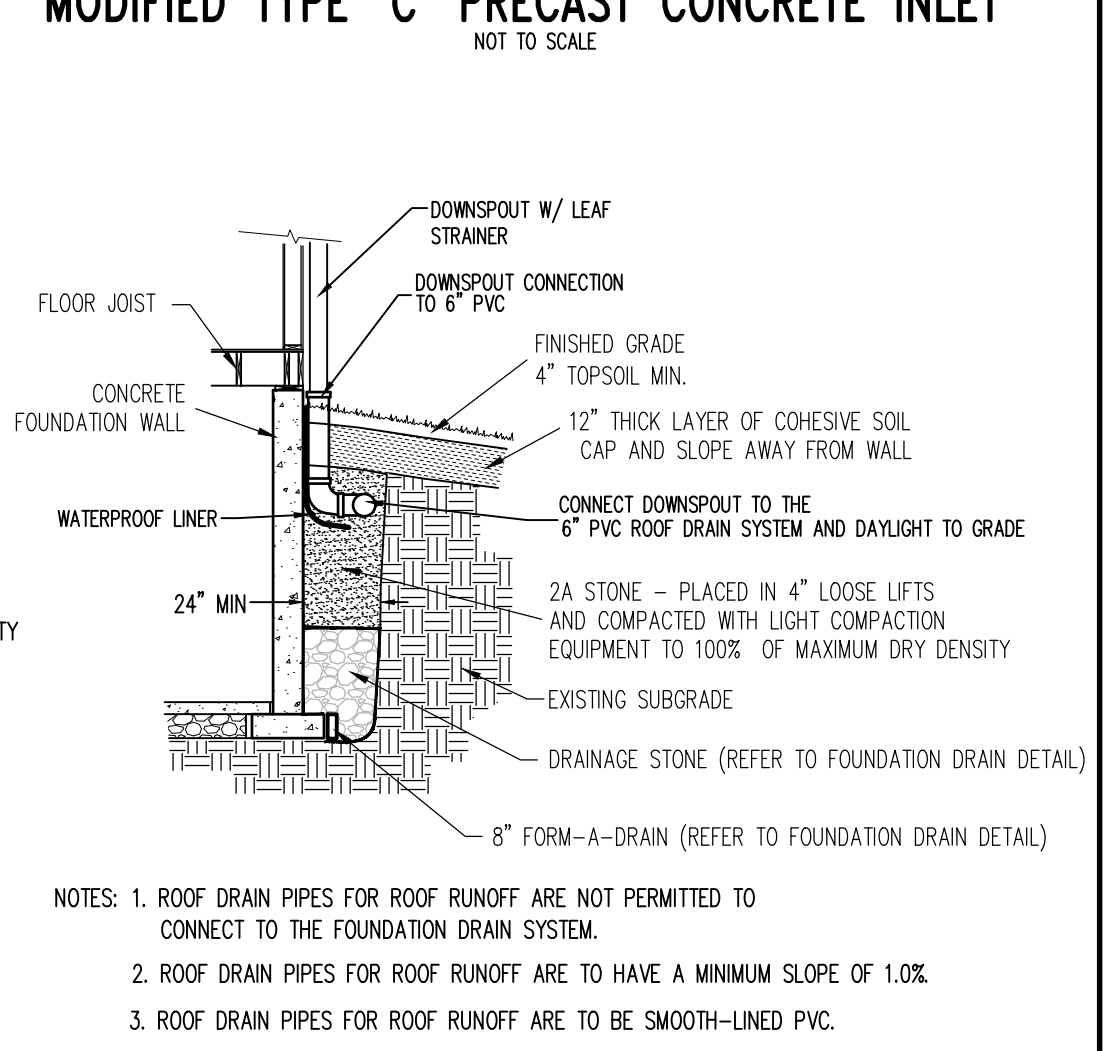 MODIFIED TYPE "C" PRECAST CONCRETE INLET
NOT TO SCALE
DOWNSPOUT W/ LEAF
STRAINER
DOWNSPOUT CONNECTION
TO 6" PVC
FLOOR JOIST
FINISHED GRADE
4" TOPSOIL MIN.
CONCRETE
FOUNDATION WALL
12" THICK LAYER OF COHESIVE SOIL
CAP AND SLOPE AWAY FROM WALL
WATERPROOF LINER
CONNECT DOWNSPOUT TO THE
6" PVC ROOF DRAIN SYSTEM AND DAYLIGHT TO GRADE
24" MIN
2A STONE – PLACED IN 4" LOOSE LIFTS
AND COMPACTED WITH LIGHT COMPACTION
EQUIPMENT TO 100% OF MAXIMUM DRY DENSITY
TY
EXISTING SUBGRADE
DRAINAGE STONE (REFER TO FOUNDATION DRAIN DETAIL)
8" FORM–A–DRAIN (REFER TO FOUNDATION DRAIN DETAIL)
NOTES: 1. ROOF DRAIN PIPES FOR ROOF RUNOFF ARE NOT PERMITTED TO
CONNECT TO THE FOUNDATION DRAIN SYSTEM.
2. ROOF DRAIN PIPES FOR ROOF RUNOFF ARE TO HAVE A MINIMUM SLOPE OF 1.0%.
3. ROOF DRAIN PIPES FOR ROOF RUNOFF ARE TO BE SMOOTH–LINED PVC.